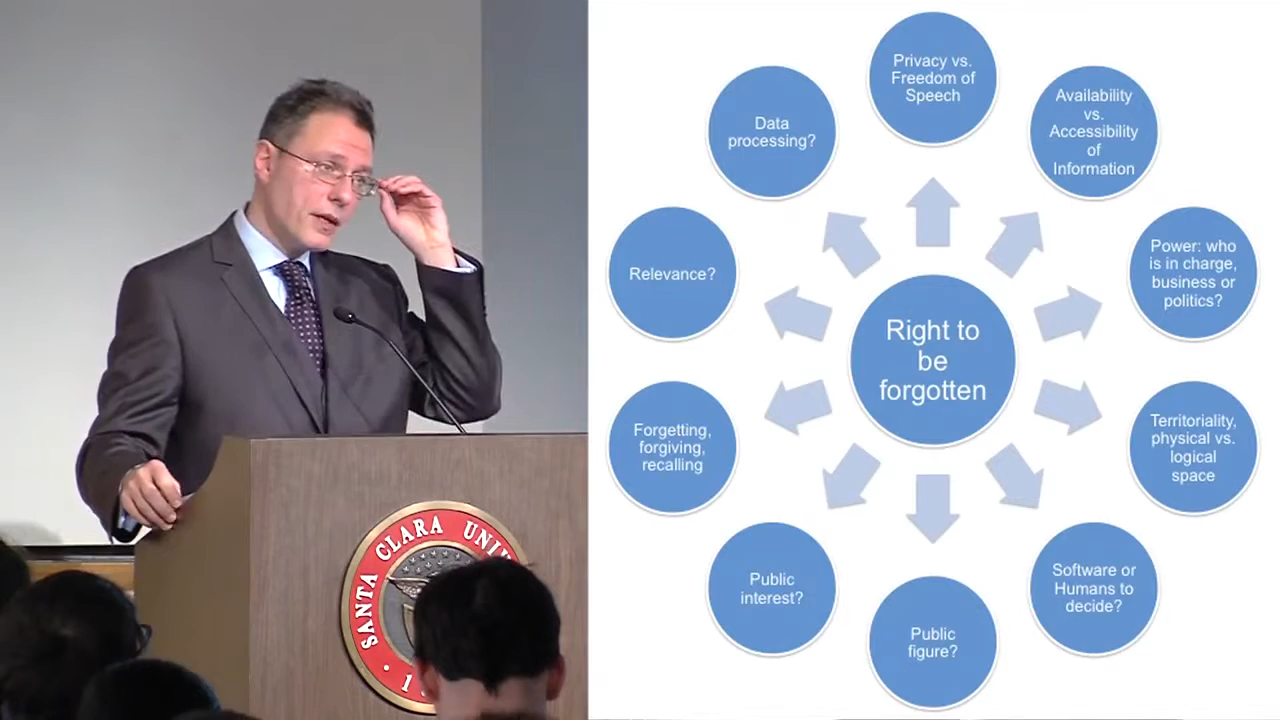 SANTA CLARA
Privacy vs.
Freedom of
Speech
Availability
vs.
Accessibility
of
Information
Power: who
is in charge,
business or
politics?
Territoriality,
physical vs.
logical
space
Software or
Humans to
decide?
Public
figure?
Public
interest?
Forgetting,
forgiving,
recalling
Relevance?
Data
processing?
Right to
be
forgotten